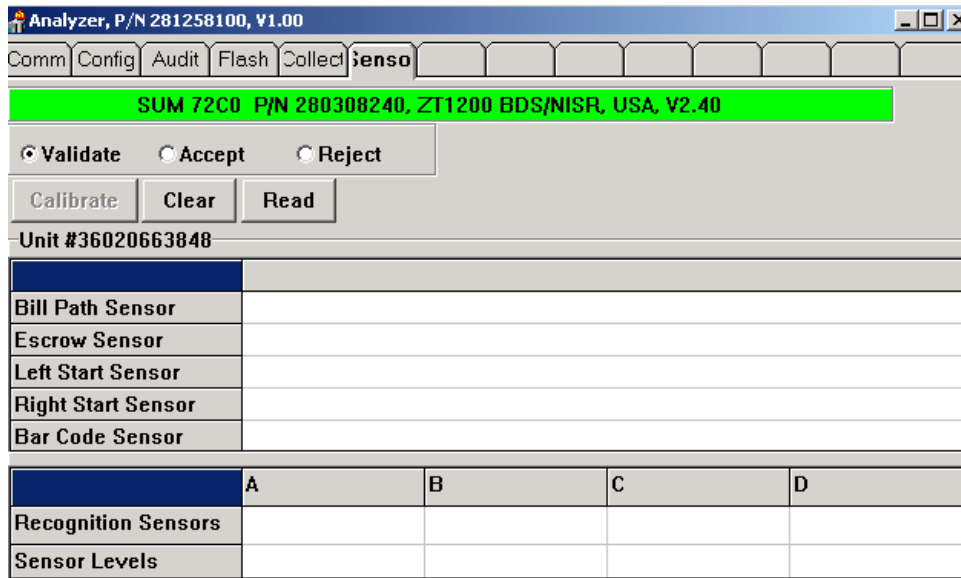 Analyzer, P/N 281258100, V1.00
Comm Config Audit Flash Collect Senso
SUM 72C0 P/N 280308240, ZT1200 BDS/NISR, USA, V2.40
Validate Accept Reject
Calibrate Clear Read
Unit #36020663848
Bill Path Sensor
Escrow Sensor
Left Start Sensor
Right Start Sensor
Bar Code Sensor
A B C D
Recognition Sensors
Sensor Levels